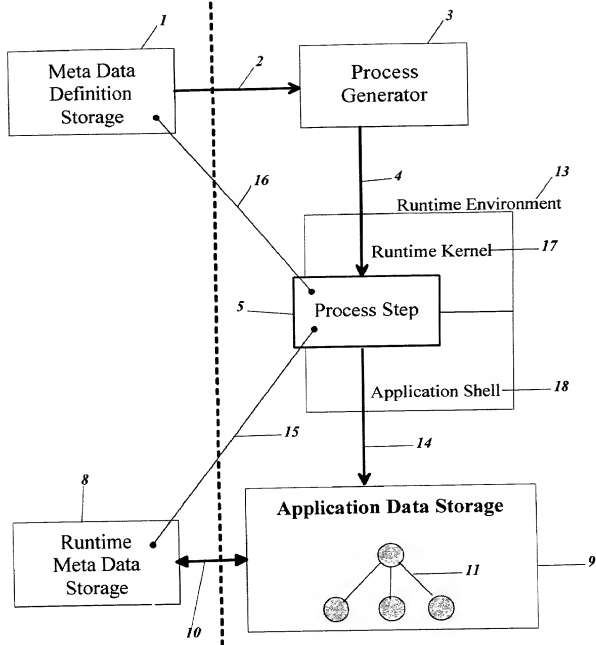 1
2
3
Meta Data
Definition
Storage
Process
Generator
16
4
13
Runtime Environment
Runtime Kernel
17
5
Process Step
Application Shell
18
15
14
8
Application Data Storage
Runtime
Meta Data
Storage
11
9
10